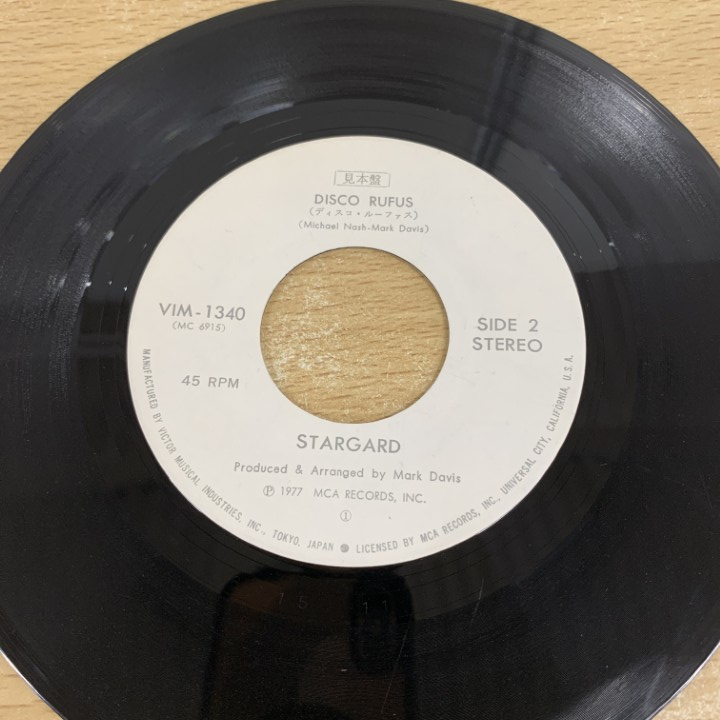 見本盤
DISCO RUFUS
(ディスコ・ルーファス)
(Michael Nash-Mark Davis)
VIM-1340
(MC 6915)
SIDE 2
STEREO
45 RPM
STARGARD
Produced & Arranged by Mark Davis
Ⓟ 1977 MCA RECORDS, INC.
①
MANUFACTURED BY VICTOR MUSICAL INDUSTRIES, INC., TOKYO, JAPAN ● LICENSED BY MCA RECORDS, INC., UNIVERSAL CITY, CALIFORNIA, U.S.A.
15 11